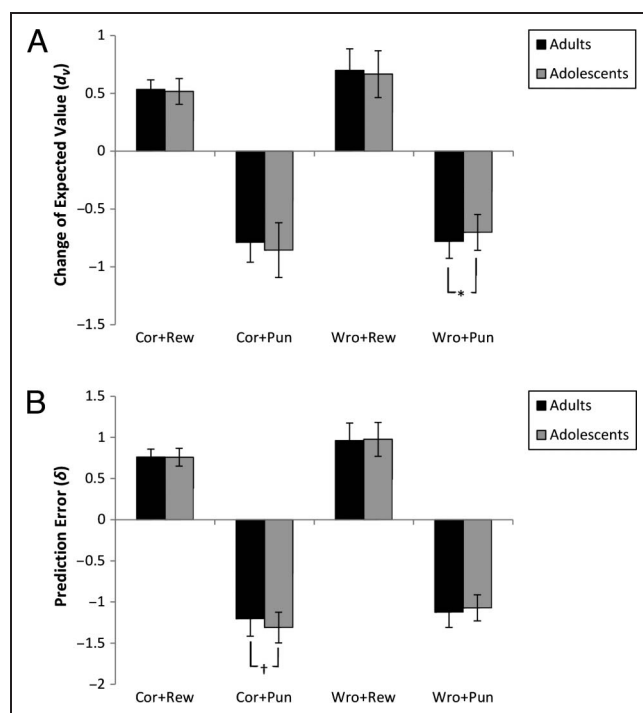 A
Change of Expected Value (dv)
1
0.5
0
−0.5
−1
−1.5
*
Cor+Rew Cor+Pun Wro+Rew Wro+Pun
Adults
Adolescents
B
Prediction Error (δ)
1.5
1
0.5
0
−0.5
−1
−1.5
−2
†
Cor+Rew Cor+Pun Wro+Rew Wro+Pun
Adults
Adolescents